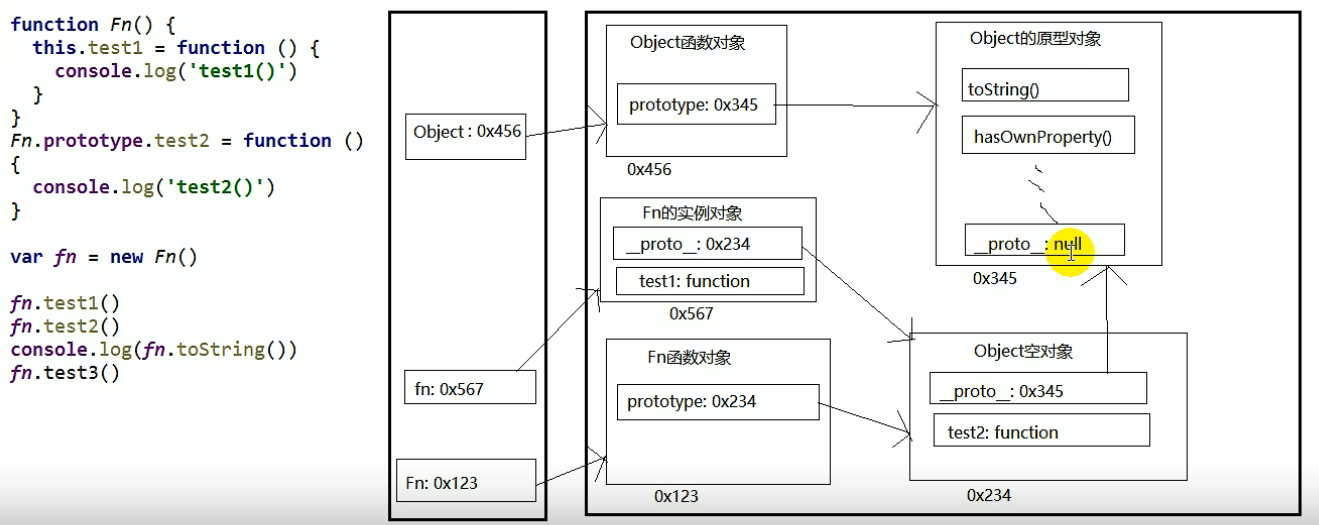 function Fn() {
this.test1 = function () {
console.log('test1()')
}
}
Fn.prototype.test2 = function ()
{
console.log('test2()')
}
var fn = new Fn()
fn.test1()
fn.test2()
console.log(fn.toString())
fn.test3()
Object : 0x456
fn: 0x567
Fn: 0x123
Object函数对象
prototype: 0x345
0x456
Fn的实例对象
__proto__: 0x234
test1: function
0x567
Fn函数对象
prototype: 0x234
0x123
Object的原型对象
toString()
hasOwnProperty()
__proto__: null
0x345
Object空对象
__proto__: 0x345
test2: function
0x234